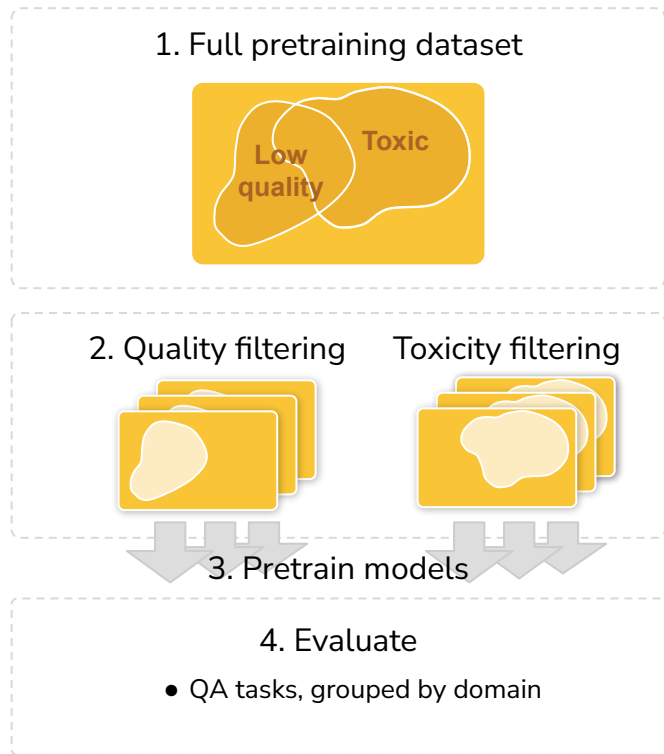 1. Full pretraining dataset
Toxic
Low
quality
2. Quality filtering
Toxicity filtering
3. Pretrain models
4. Evaluate
● QA tasks, grouped by domain